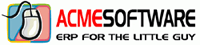 ACMESOFTWARE
ERP FOR THE LITTLE GUY